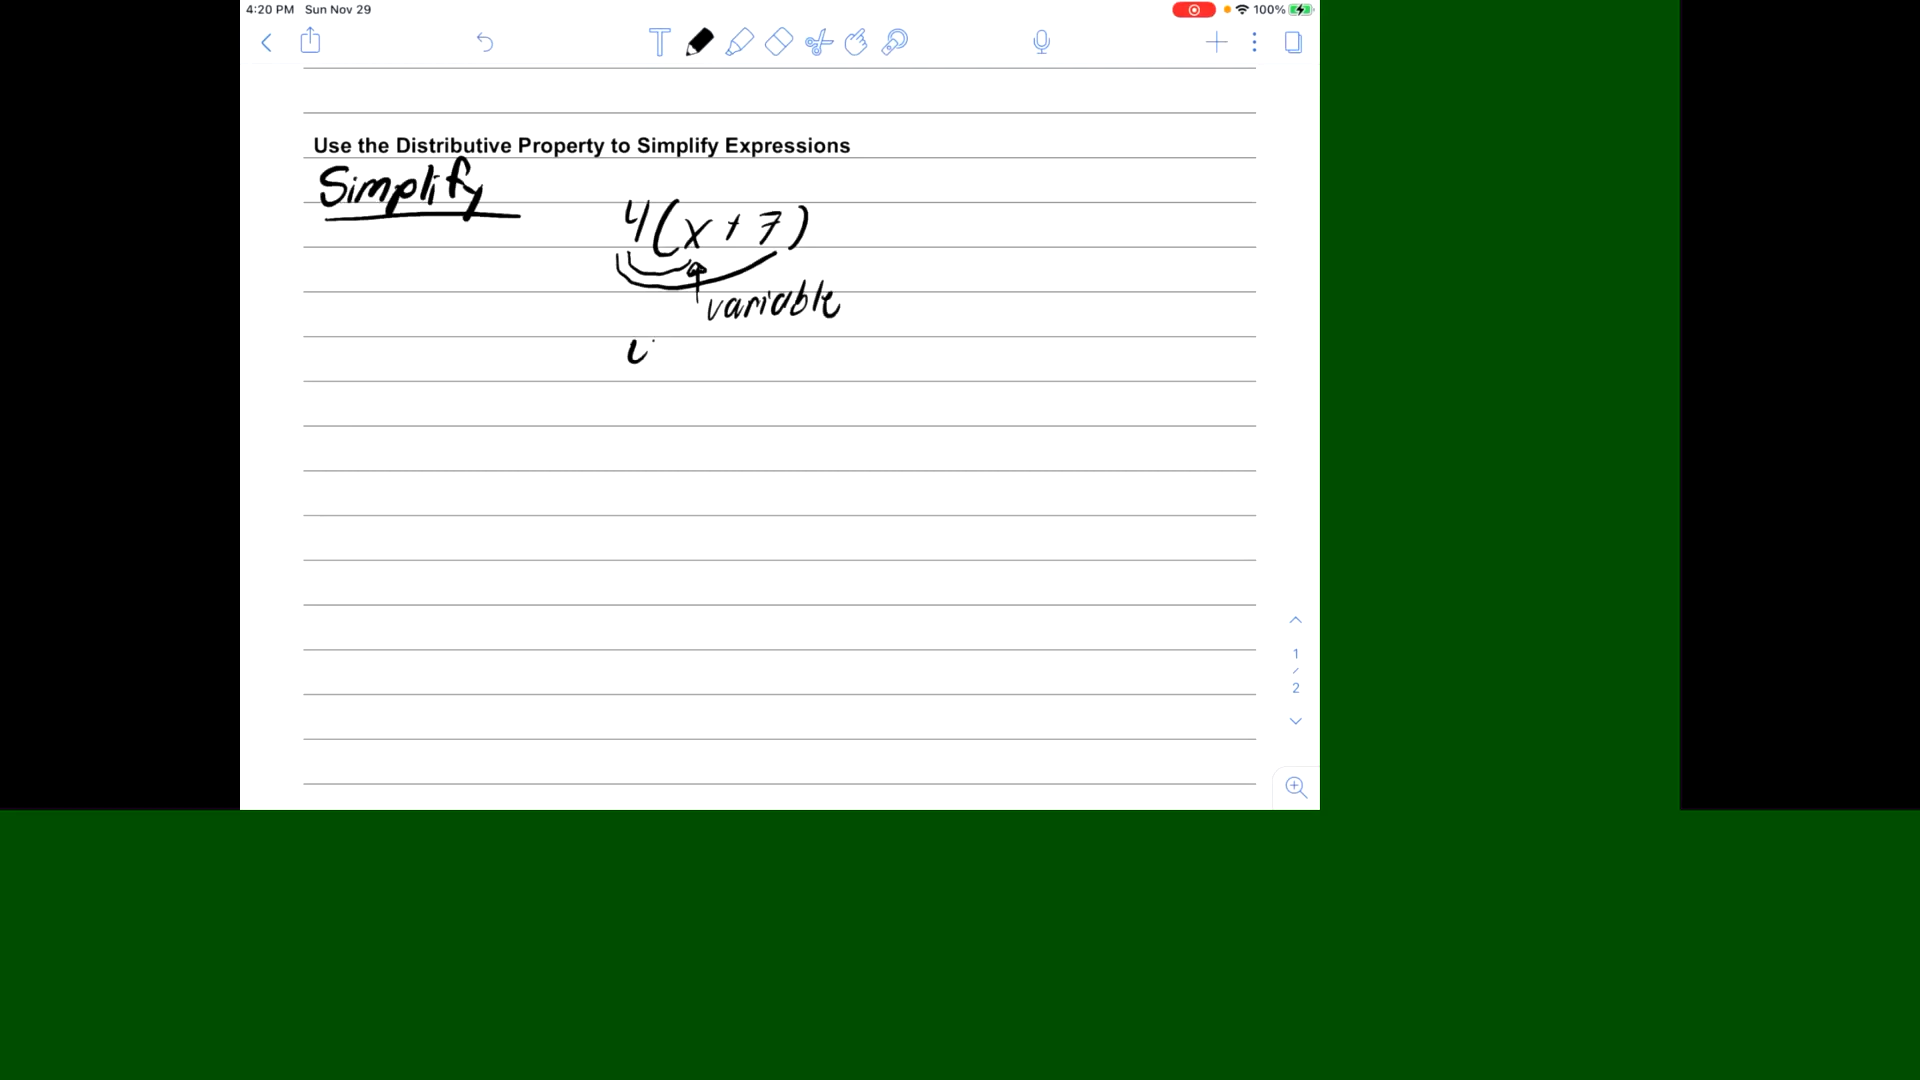 4:20 PM Sun Nov 29
100%
T
Use the Distributive Property to Simplify Expressions
Simplify
4(x + 7)
variable
1
/
2